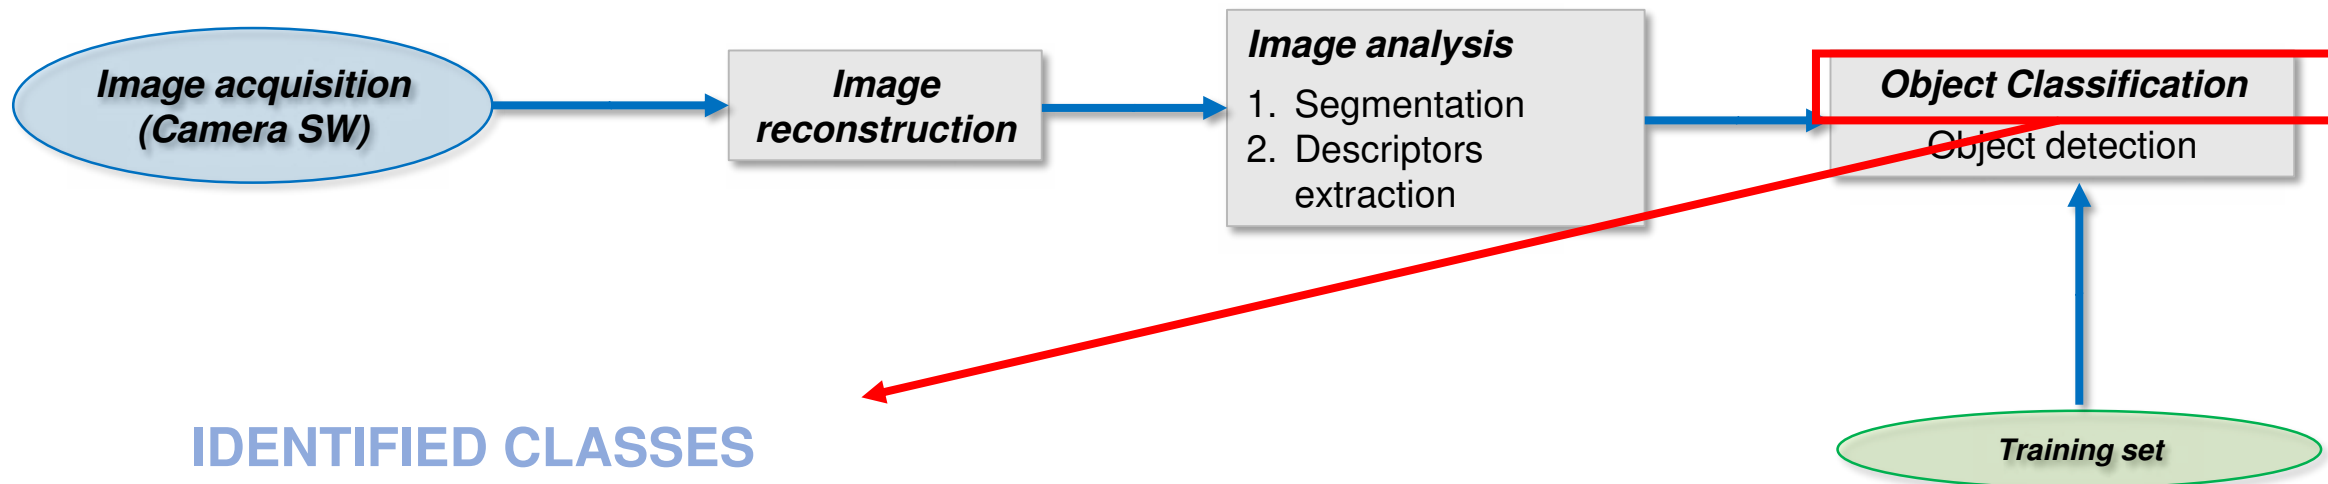 Image acquisition
(Camera SW)
Image
reconstruction
Image analysis
1. Segmentation
2. Descriptors
extraction
Object Classification
Object detection
Training set
IDENTIFIED CLASSES